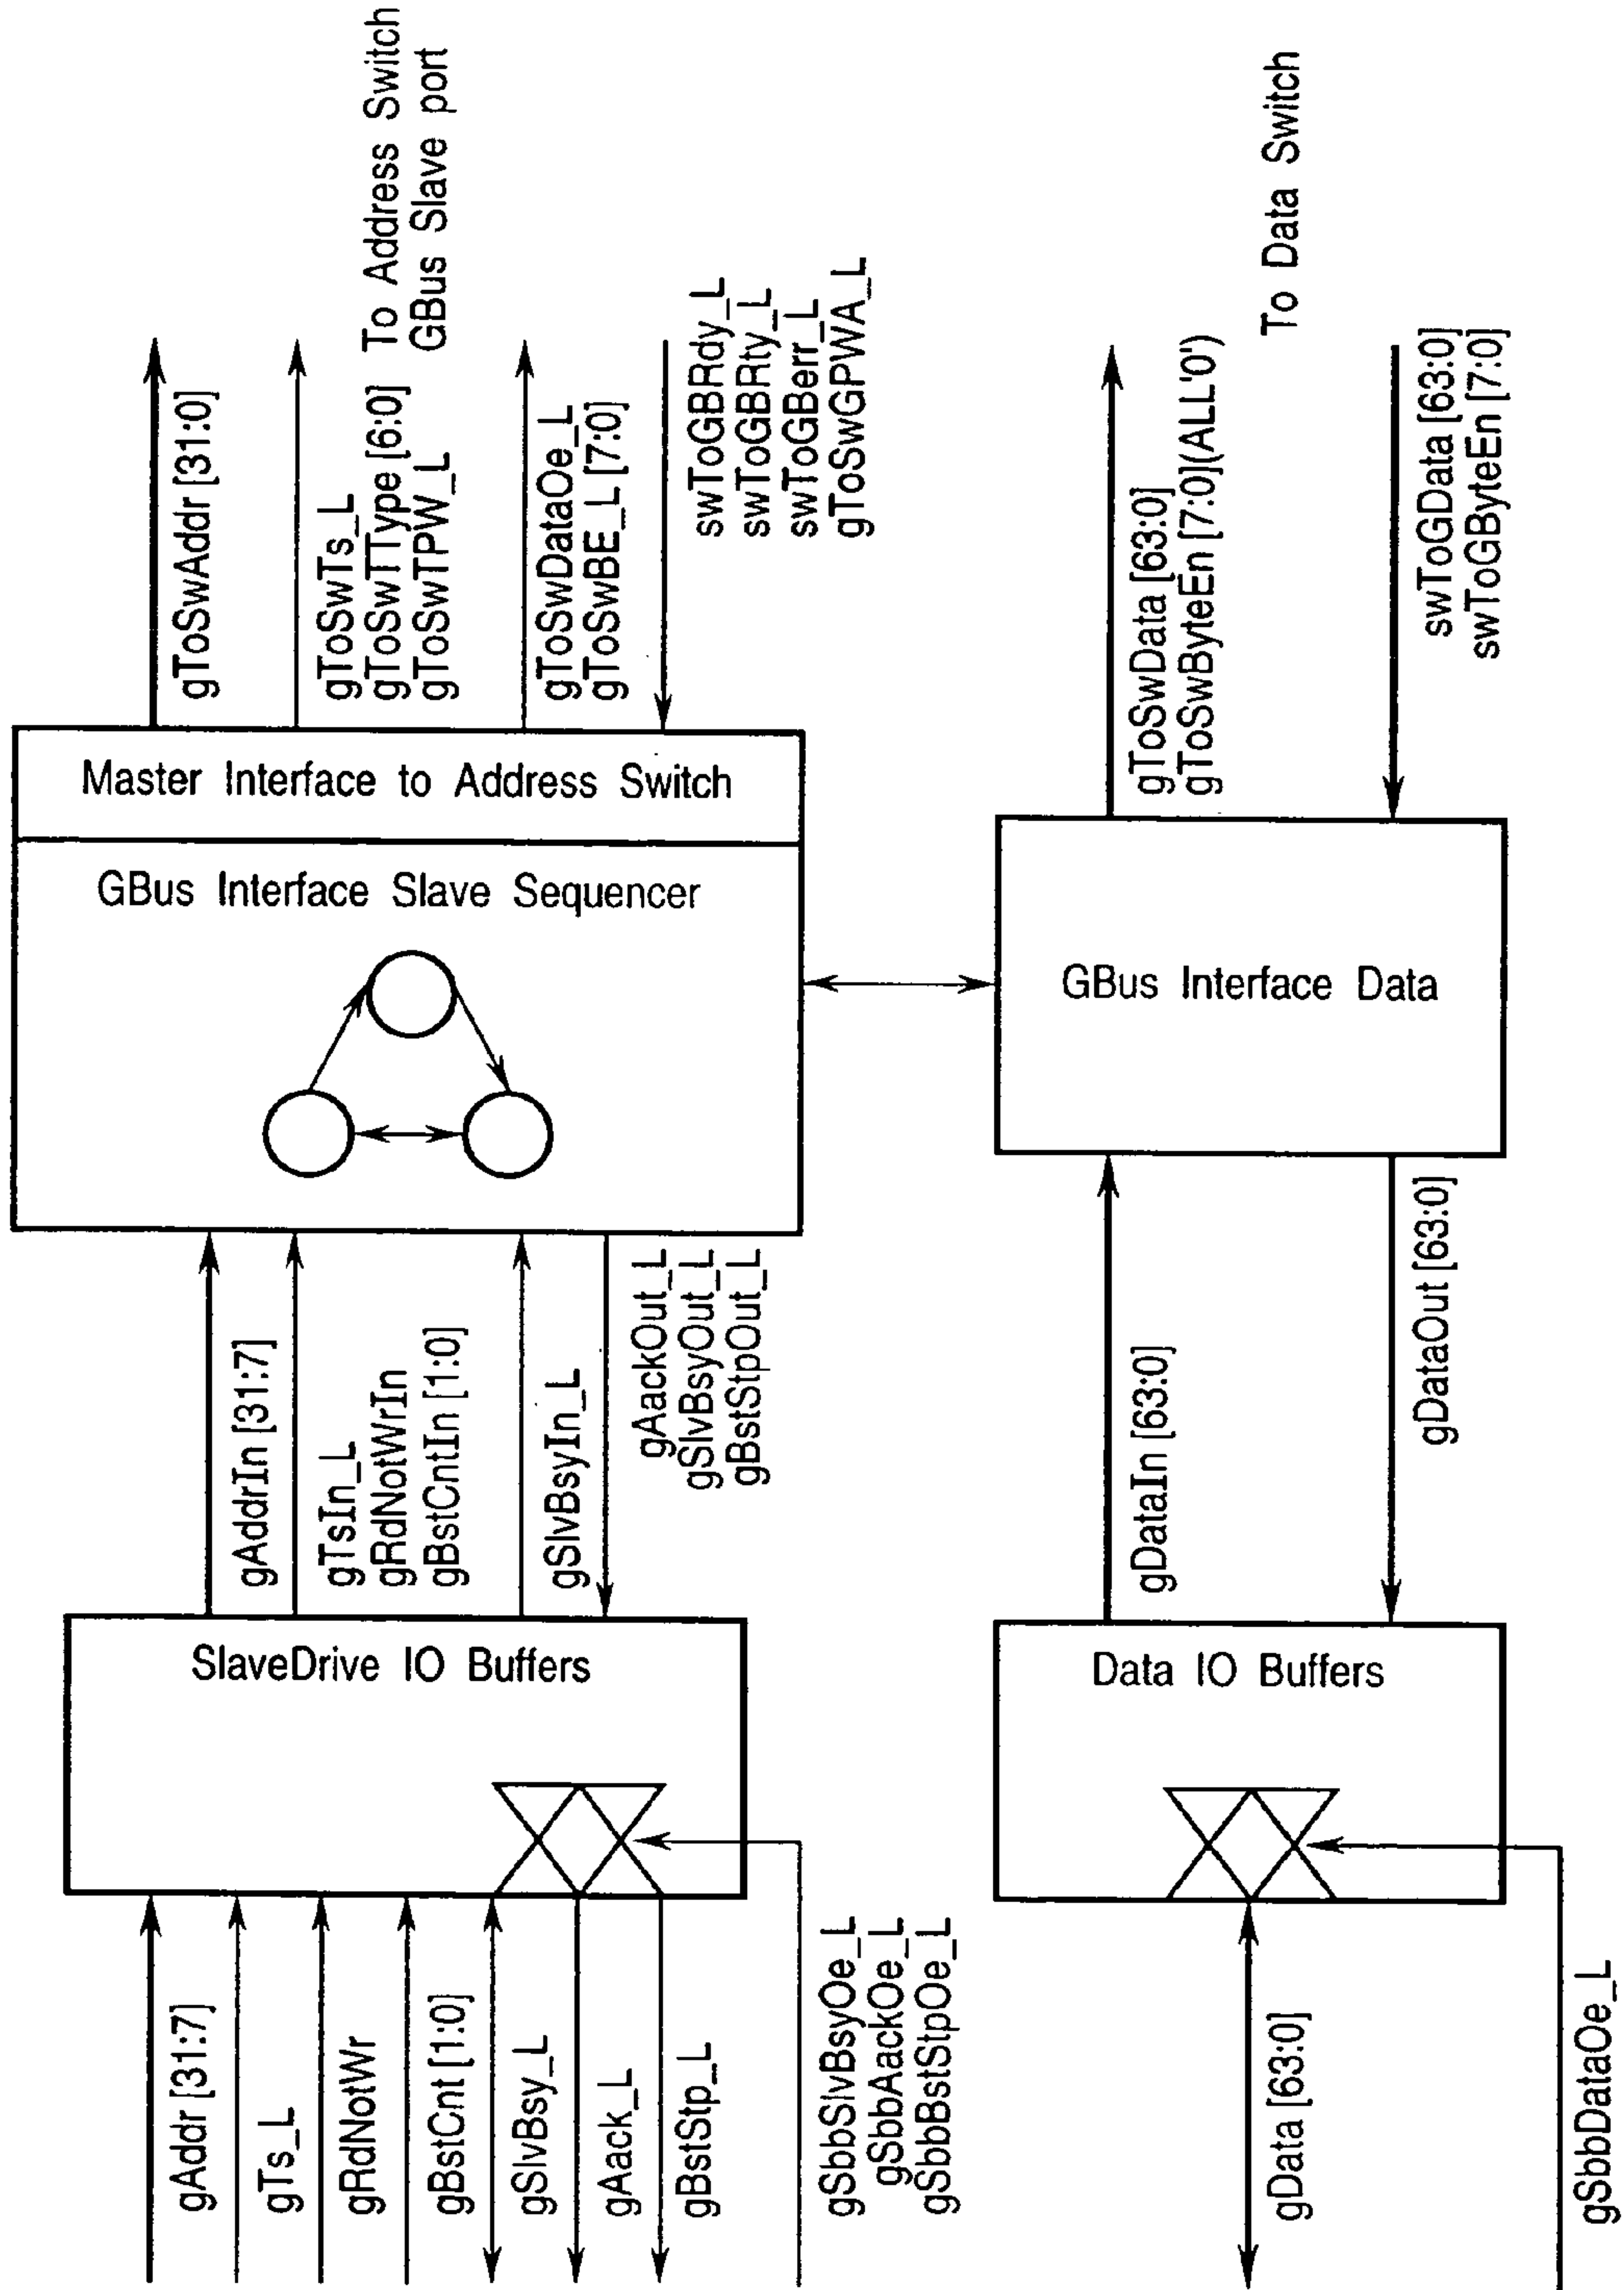 gAddr [31:7]
gTs_L
gRdNotWr
gBstCnt [1:0]
gSlvBsy_L
gAack_L
gBstStp_L
gSbbSlvBsyOe_L
gSbbAackOe_L
gSbbBstStpOe_L
SlaveDrive IO Buffers
gAddrIn [31:7]
gTsIn_L
gRdNotWrIn
gBstCntIn [1:0]
gSlvBsyIn_L
gAackOut_L
gSlvBsyOut_L
gBstStpOut_L
GBus Interface Slave Sequencer
Master Interface to Address Switch
gToSwAddr [31:0]
gToSwTs_L
gToSwTType [6:0]
gToSwTPW_L
To Address Switch
GBus Slave port
gToSwDataOe_L
gToSwBE_L [7:0]
swToGBRdy_L
swToGBRty_L
swToGBerr_L
gToSwGPWA_L
gData [63:0]
gSbbDataOe_L
Data IO Buffers
gDataIn [63:0]
gDataOut [63:0]
GBus Interface Data
gToSwData [63:0]
gToSwByteEn [7:0](ALL'0')
To Data Switch
swToGData [63:0]
swToGByteEn [7:0]